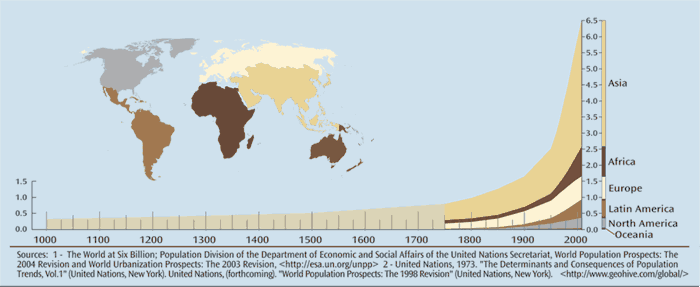 6.5
6.0
5.5
5.0
4.5
Asia
4.0
3.5
3.0
2.5
Africa
2.0
1.5
1.5
Europe
1.0
1.0
Latin America
0.5
0.5
North America
0.0
0.0
Oceania
1000 1100 1200 1300 1400 1500 1600 1700 1800 1900 2001
Sources: 1 - The World at Six Billion; Population Division of the Department of Economic and Social Affairs of the United Nations Secretariat, World Population Prospects: The
2004 Revision and World Urbanization Prospects: The 2003 Revision, <http://esa.un.org/unpp> 2 - United Nations, 1973. "The Determinants and Consequences of Population
Trends, Vol.1" (United Nations, New York). United Nations, (forthcoming). "World Population Prospects: The 1998 Revision" (United Nations, New York). <http://www.geohive.com/global/>